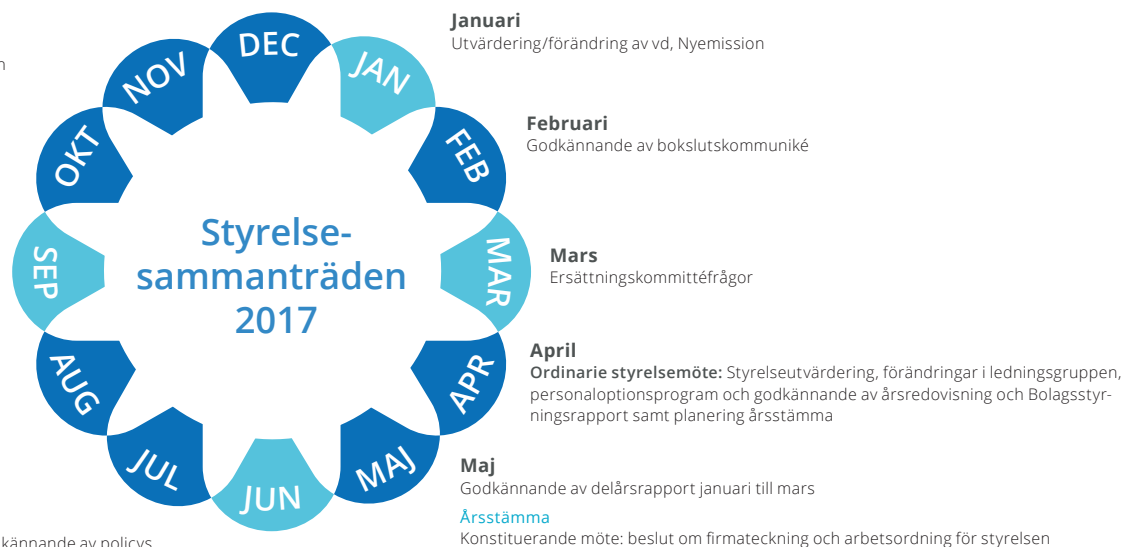 DEC
JAN
FEB
MAR
APR
MAJ
JUN
JUL
AUG
SEP
OKT
NOV
Styrelse-
sammanträden
2017
Januari
Utvärdering/förändring av vd, Nyemission
Februari
Godkännande av bokslutskommuniké
Mars
Ersättningskommittéfrågor
April
Ordinarie styrelsemöte: Styrelseutvärdering, förändringar i ledningsgruppen,
personaloptionsprogram och godkännande av årsredovisning och Bolagsstyr-
ningsrapport samt planering årsstämma
Maj
Godkännande av delårsrapport januari till mars
Årsstämma
Konstituerande möte: beslut om firmateckning och arbetsordning för styrelsen
kännande av policys